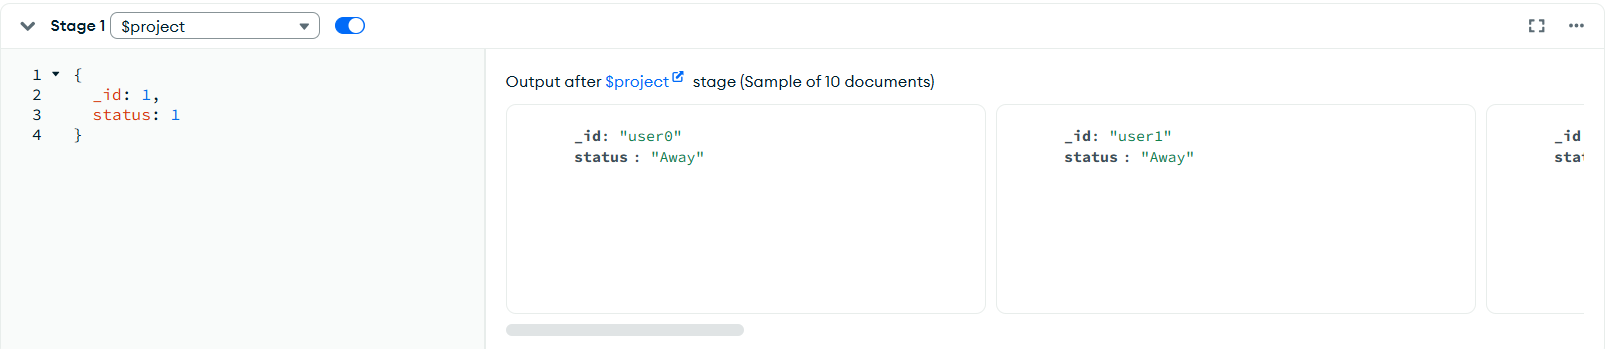 Stage 1 $project
1 {
2 _id: 1,
3 status: 1
4 }
Output after $project stage (Sample of 10 documents)
_id: "user0"
status : "Away"
_id: "user1"
status : "Away"
_id